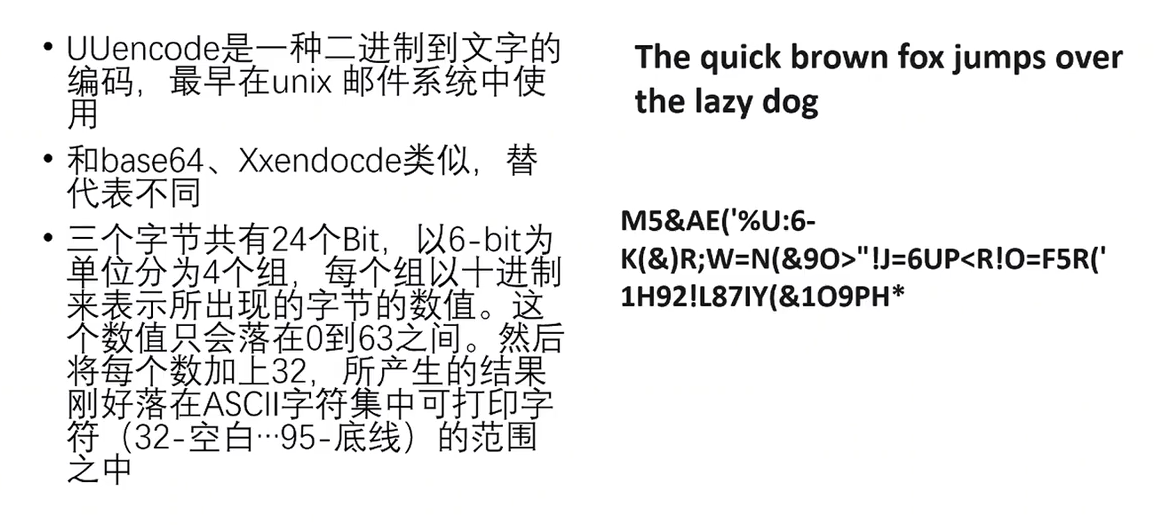 • UUencode是一种二进制到文字的
编码，最早在unix 邮件系统中使
用
• 和base64、Xxendocde类似，替
代表不同
• 三个字节共有24个Bit，以6-bit为
单位分为4个组，每个组以十进制
来表示所出现的字节的数值。这
个数值只会落在0到63之间。然后
将每个数加上32，所产生的结果
刚好落在ASCII字符集中可打印字
符（32-空白…95-底线）的范围
之中
The quick brown fox jumps over
the lazy dog
M5&AE('%U:6-
K(&)R;W=N(&9O>"!J=6UP<R!O=F5R('
1H92!L87IY(&1O9PH*